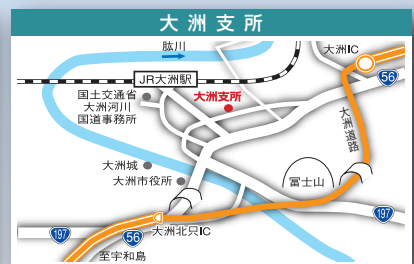 大洲支所
肱川
大洲IC
JR大洲駅
56
国土交通省
大洲河川
国道事務所
大洲支所
大洲道路
大洲城
大洲市役所
冨士山
197
56
大洲北只IC
197
至宇和島